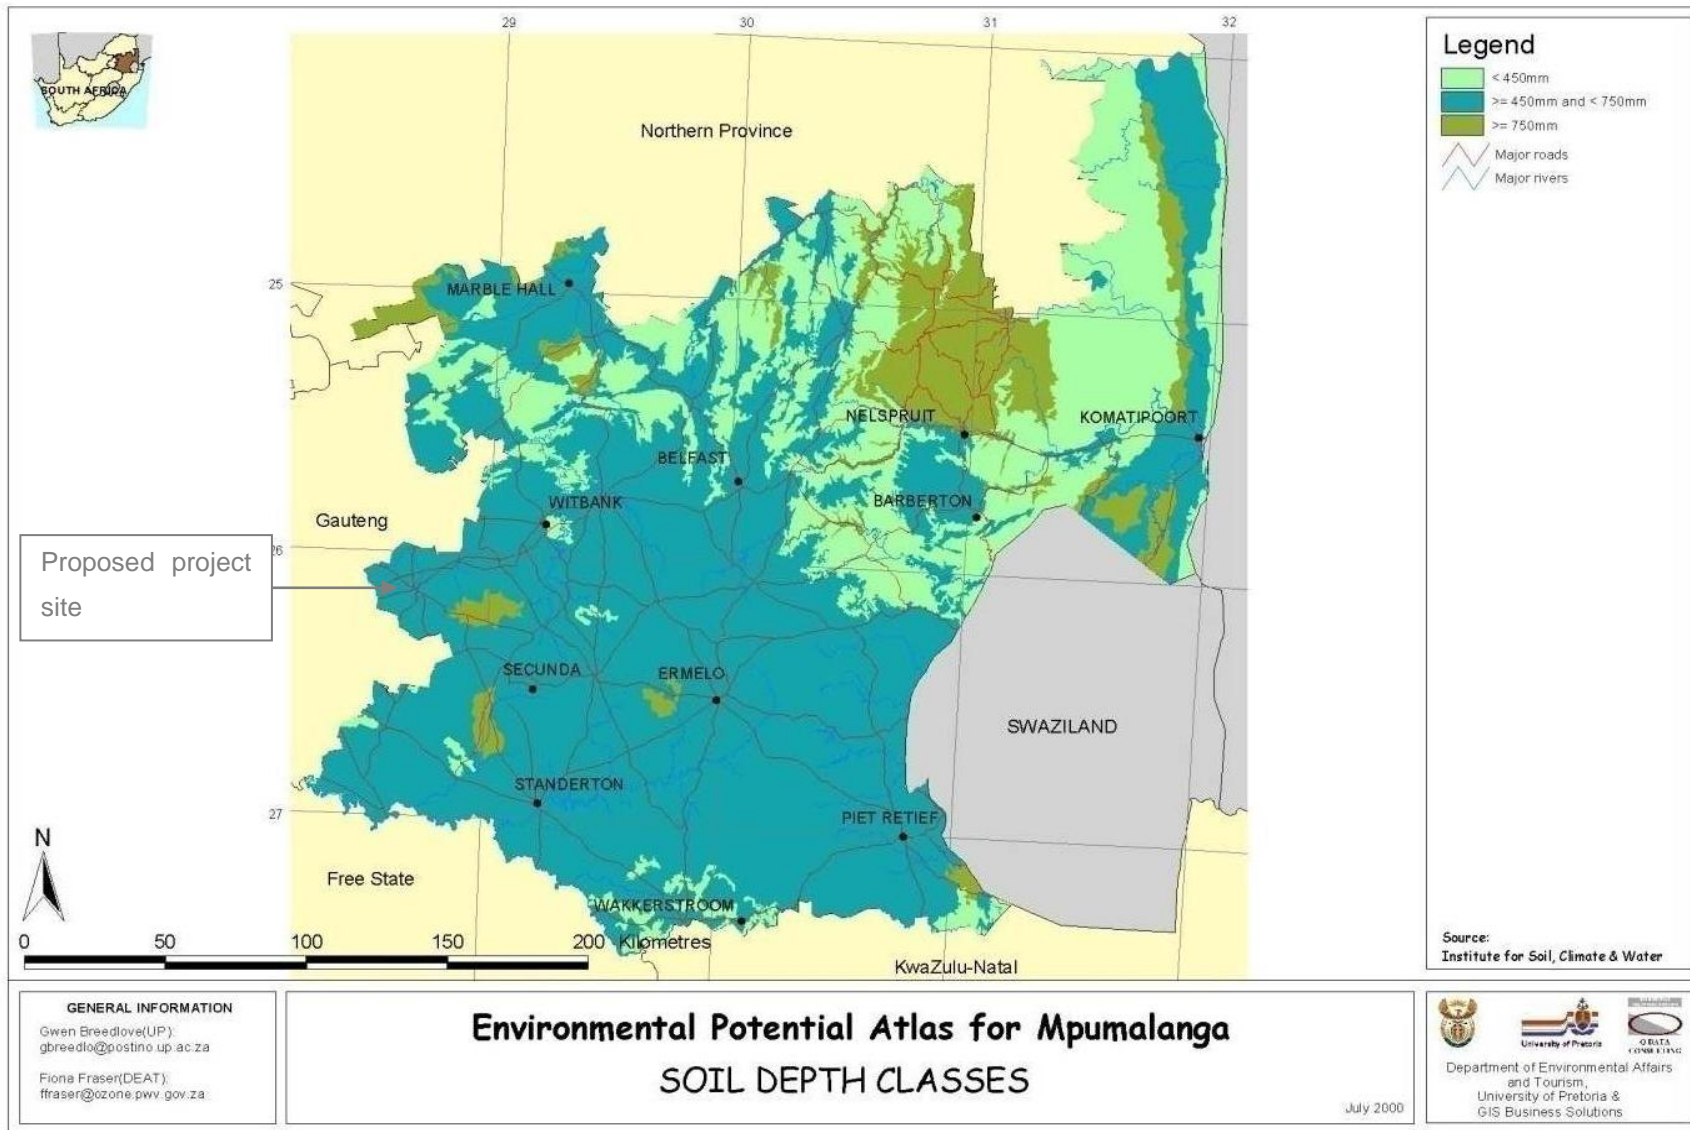 29
30
31
32
SOUTH AFRICA
Northern Province
25
MARBLE HALL
NELSPRUIT
KOMATIPOORT
BELFAST
WITBANK
BARBERTON
Gauteng
26
Proposed project
site
SECUNDA
ERMELO
SWAZILAND
STANDERTON
27
PIET RETIEF
N
Free State
WAKKERSTROOM
0 50 100 150 200 Kilometres
KwaZulu-Natal
Legend
< 450mm
>= 450mm and < 750mm
>= 750mm
Major roads
Major rivers
Source:
Institute for Soil, Climate & Water
GENERAL INFORMATION
Gwen Breedlove(UP):
gbreedlo@postino.up.ac.za
Fiona Fraser(DEAT):
ffraser@ozone.pwv.gov.za
Environmental Potential Atlas for Mpumalanga
SOIL DEPTH CLASSES
July 2000
University of Pretoria
Q DATA
CONSULTING
Department of Environmental Affairs
and Tourism,
University of Pretoria &
GIS Business Solutions